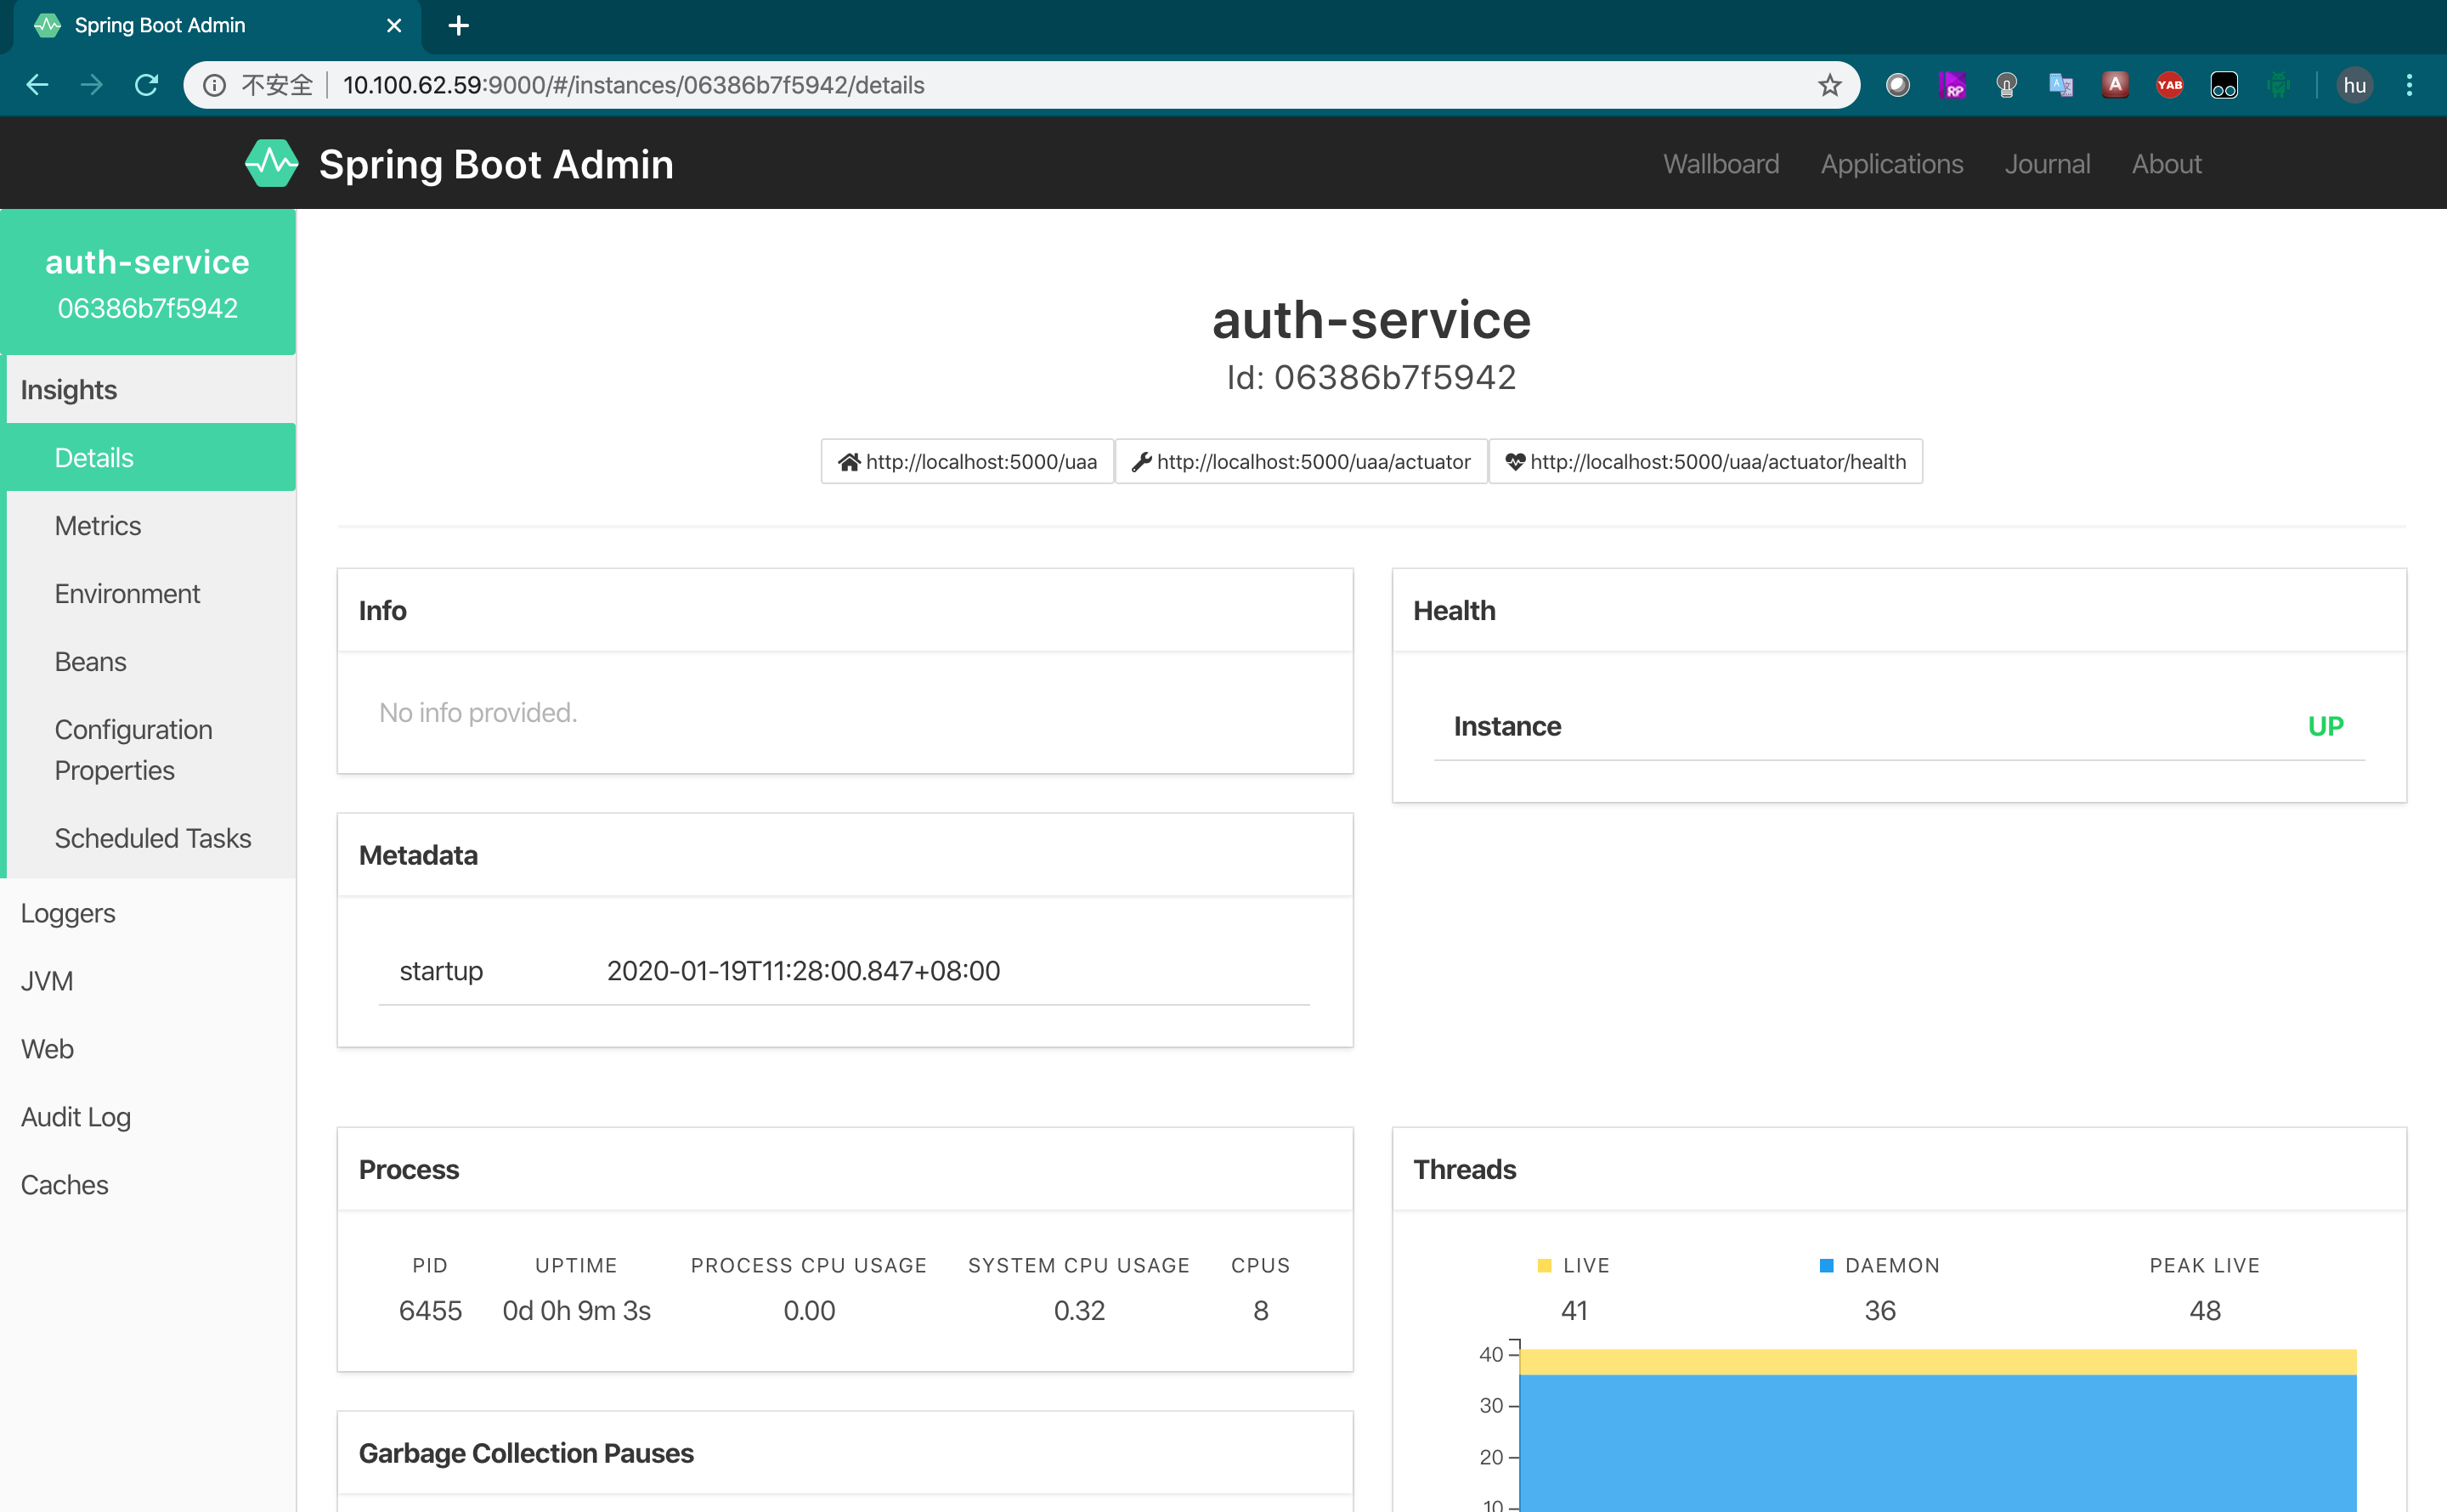 Spring Boot Admin
不安全 10.100.62.59:9000/#/instances/06386b7f5942/details
RP
A
YAB
hu
Spring Boot Admin
Wallboard
Applications
Journal
About
auth-service
06386b7f5942
Insights
Details
Metrics
Environment
Beans
Configuration
Properties
Scheduled Tasks
Loggers
JVM
Web
Audit Log
Caches
auth-service
Id: 06386b7f5942
http://localhost:5000/uaa
http://localhost:5000/uaa/actuator
http://localhost:5000/uaa/actuator/health
Info
No info provided.
Health
Instance UP
Metadata
startup 2020-01-19T11:28:00.847+08:00
Process
PID UPTIME PROCESS CPU USAGE SYSTEM CPU USAGE CPUS
6455 0d 0h 9m 3s 0.00 0.32 8
Threads
LIVE DAEMON PEAK LIVE
41 36 48
40
30
20
10
Garbage Collection Pauses